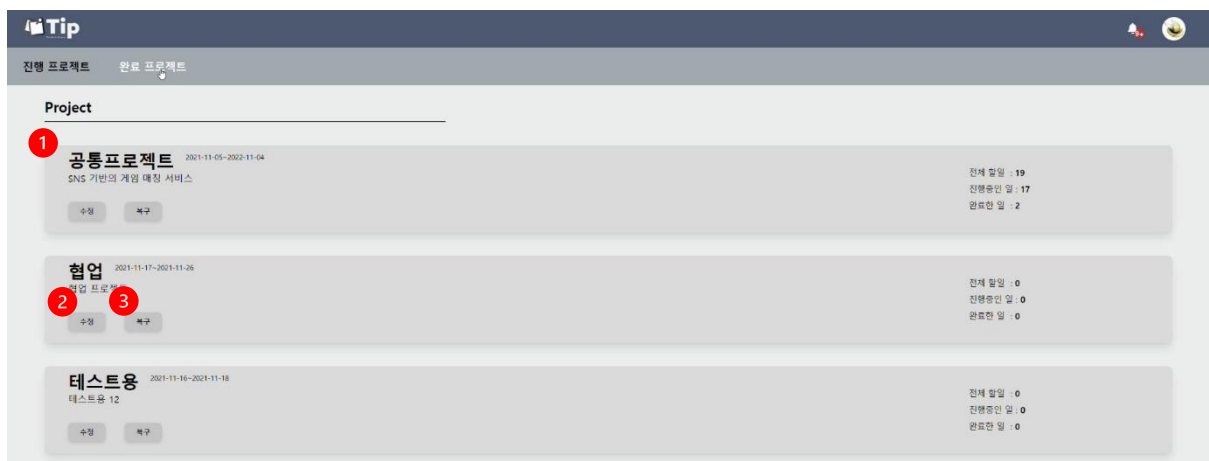 Tip
9+
진행 프로젝트 완료 프로젝트
Project
1
공통프로젝트 2021-11-05~2022-11-04
SNS 기반의 게임 매칭 서비스
전체 할일 : 19
진행중인 일 : 17
완료한 일 : 2
수정 복구
협업 2021-11-17~2021-11-26
협업
2 3
전체 할일 : 0
진행중인 일 : 0
완료한 일 : 0
수정 복구
테스트용 2021-11-16~2021-11-18
테스트용 12
전체 할일 : 0
진행중인 일 : 0
완료한 일 : 0
수정 복구